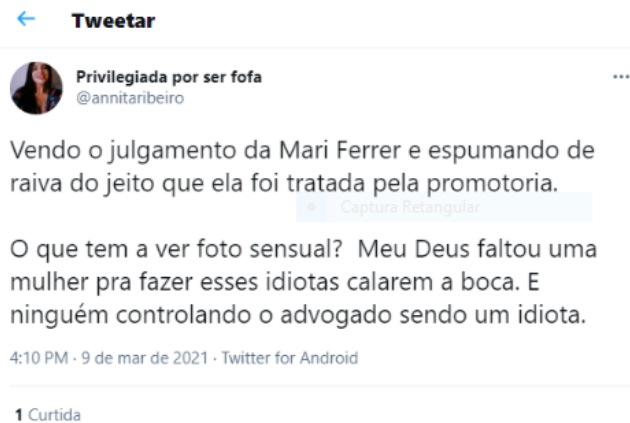 Tweetar
Privilegiada por ser fofa
@annitaribeiro
Vendo o julgamento da Mari Ferrer e espumando de
raiva do jeito que ela foi tratada pela promotoria.
Captura Retangular
O que tem a ver foto sensual?  Meu Deus faltou uma
mulher pra fazer esses idiotas calarem a boca. E
ninguém controlando o advogado sendo um idiota.
4:10 PM · 9 de mar de 2021 · Twitter for Android
1 Curtida